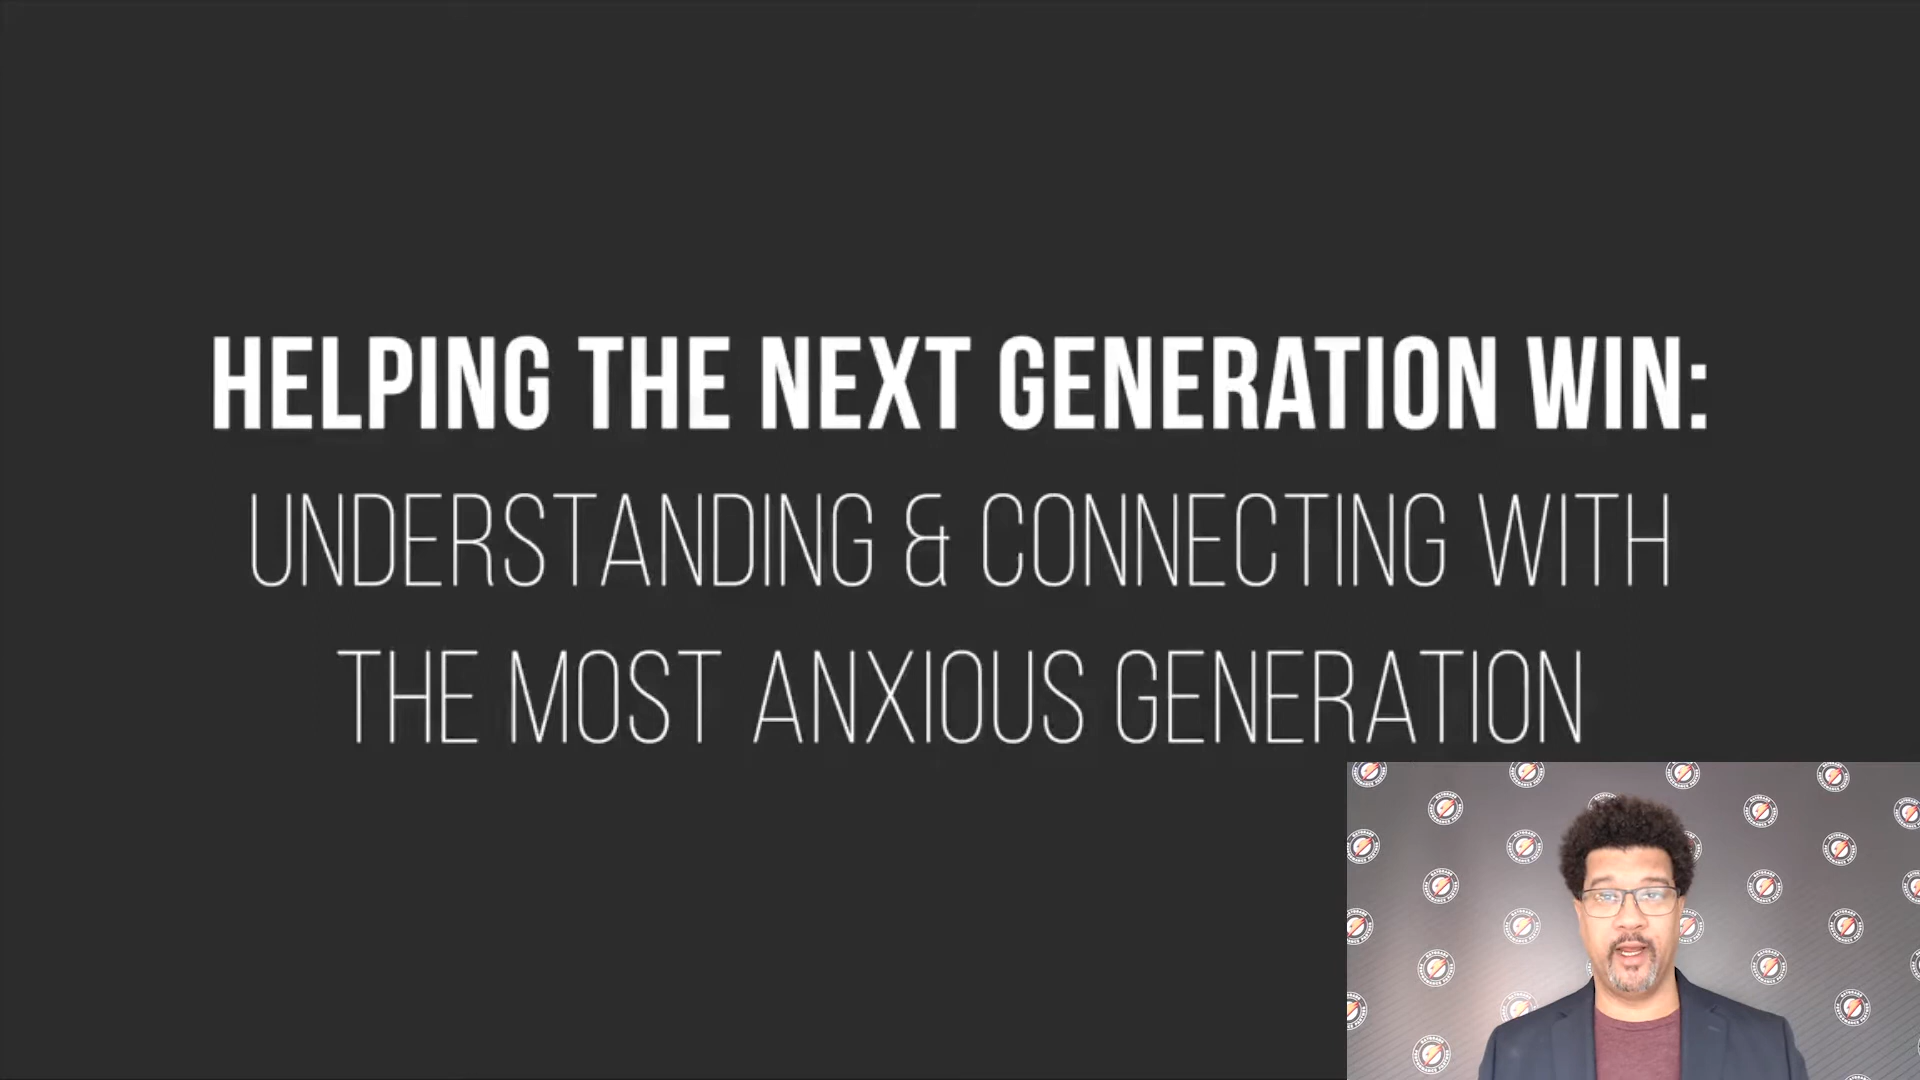 HELPING THE NEXT GENERATION WIN:
UNDERSTANDING & CONNECTING WITH
THE MOST ANXIOUS GENERATION